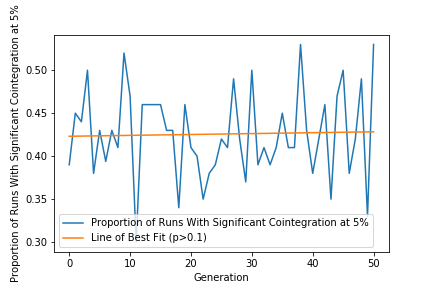 Proportion of Runs With Significant Cointegration at 5%
0.50
0.45
0.40
0.35
0.30
Proportion of Runs With Significant Cointegration at 5%
Line of Best Fit (p>0.1)
0
10
20
30
40
50
Generation